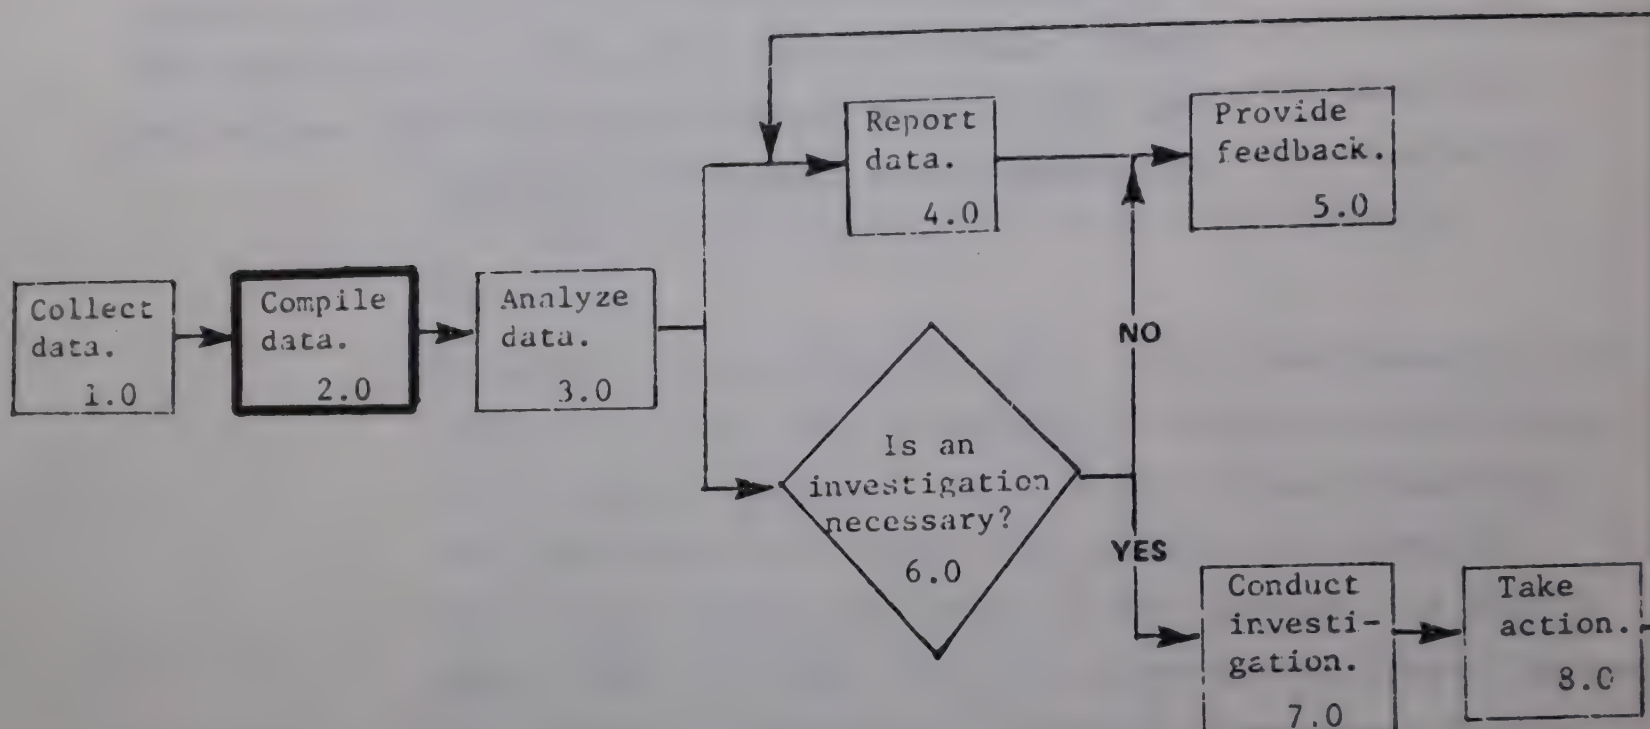 Report
data.
4.0
Provide
feedback.
5.0
Collect
data.
1.0
Compile
data.
2.0
Analyze
data.
3.0
NO
Is an
investigation
necessary?
6.0
YES
Conduct
investi-
gation.
7.0
Take
action.
8.0